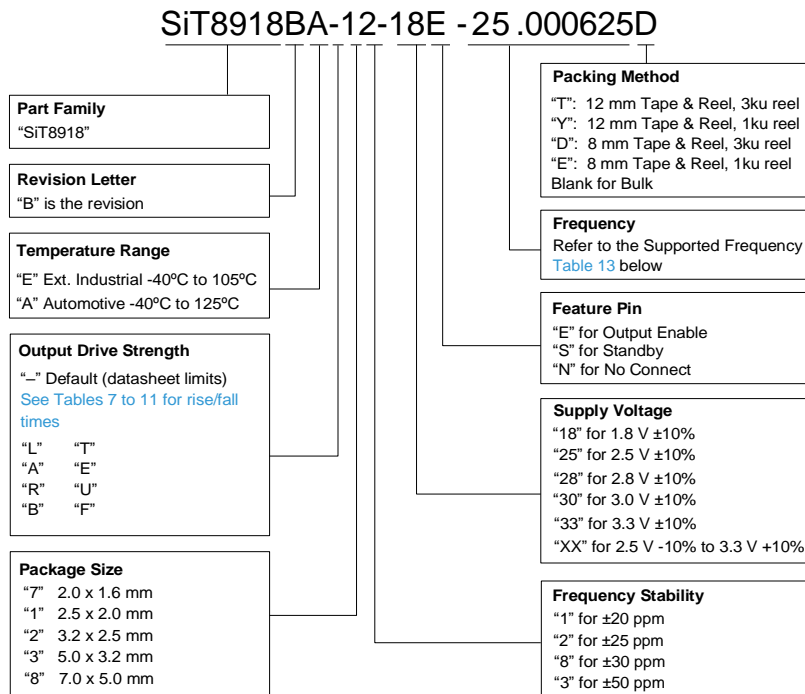 SiT8918BA-12-18E -25.000625D
Part Family
“SiT8918”
Revision Letter
“B” is the revision
Temperature Range
“E” Ext. Industrial -40ºC to 105ºC
“A” Automotive -40ºC to 125ºC
Output Drive Strength
“–” Default (datasheet limits)
See Tables 7 to 11 for rise/fall
times
“L” “T”
“A” “E”
“R” “U”
“B” “F”
Package Size
“7” 2.0 x 1.6 mm
“1” 2.5 x 2.0 mm
“2” 3.2 x 2.5 mm
“3” 5.0 x 3.2 mm
“8” 7.0 x 5.0 mm
Packing Method
“T”: 12 mm Tape & Reel, 3ku reel
“Y”: 12 mm Tape & Reel, 1ku reel
“D”: 8 mm Tape & Reel, 3ku reel
“E”: 8 mm Tape & Reel, 1ku reel
Blank for Bulk
Frequency
Refer to the Supported Frequency
Table 13 below
Feature Pin
“E” for Output Enable
“S” for Standby
“N” for No Connect
Supply Voltage
“18” for 1.8 V ±10%
“25” for 2.5 V ±10%
“28” for 2.8 V ±10%
“30” for 3.0 V ±10%
“33” for 3.3 V ±10%
“XX” for 2.5 V -10% to 3.3 V +10%
Frequency Stability
“1” for ±20 ppm
“2” for ±25 ppm
“8” for ±30 ppm
“3” for ±50 ppm